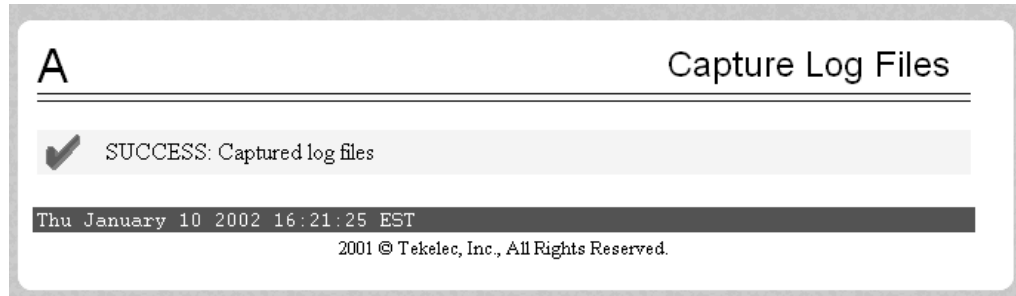 A Capture Log Files
SUCCESS: Captured log files
Thu January 10 2002 16:21:25 EST
2001 © Tekelec, Inc., All Rights Reserved.